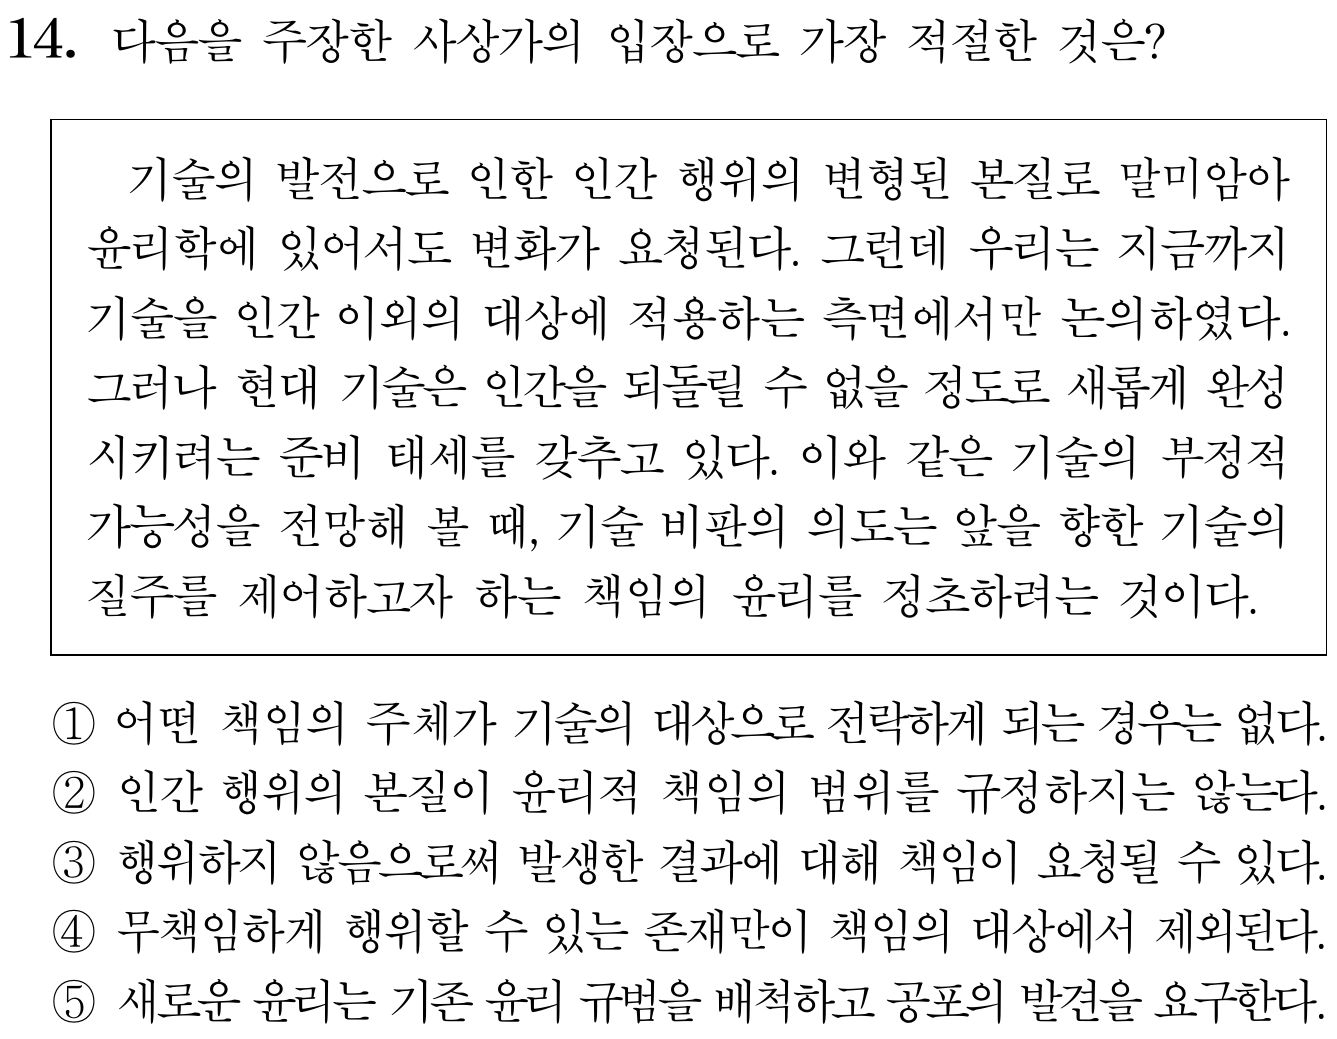 14. 다음을 주장한 사상가의 입장으로 가장 적절한 것은?
기술의 발전으로 인한 인간 행위의 변형된 본질로 말미암아
윤리학에 있어서도 변화가 요청된다. 그런데 우리는 지금까지
기술을 인간 이외의 대상에 적용하는 측면에서만 논의하였다.
그러나 현대 기술은 인간을 되돌릴 수 없을 정도로 새롭게 완성
시키려는 준비 태세를 갖추고 있다. 이와 같은 기술의 부정적
가능성을 전망해 볼 때, 기술 비판의 의도는 앞을 향한 기술의
질주를 제어하고자 하는 책임의 윤리를 정초하려는 것이다.
① 어떤 책임의 주체가 기술의 대상으로 전락하게 되는 경우는 없다.
② 인간 행위의 본질이 윤리적 책임의 범위를 규정하지는 않는다.
③ 행위하지 않음으로써 발생한 결과에 대해 책임이 요청될 수 있다.
④ 무책임하게 행위할 수 있는 존재만이 책임의 대상에서 제외된다.
⑤ 새로운 윤리는 기존 윤리 규범을 배척하고 공포의 발견을 요구한다.